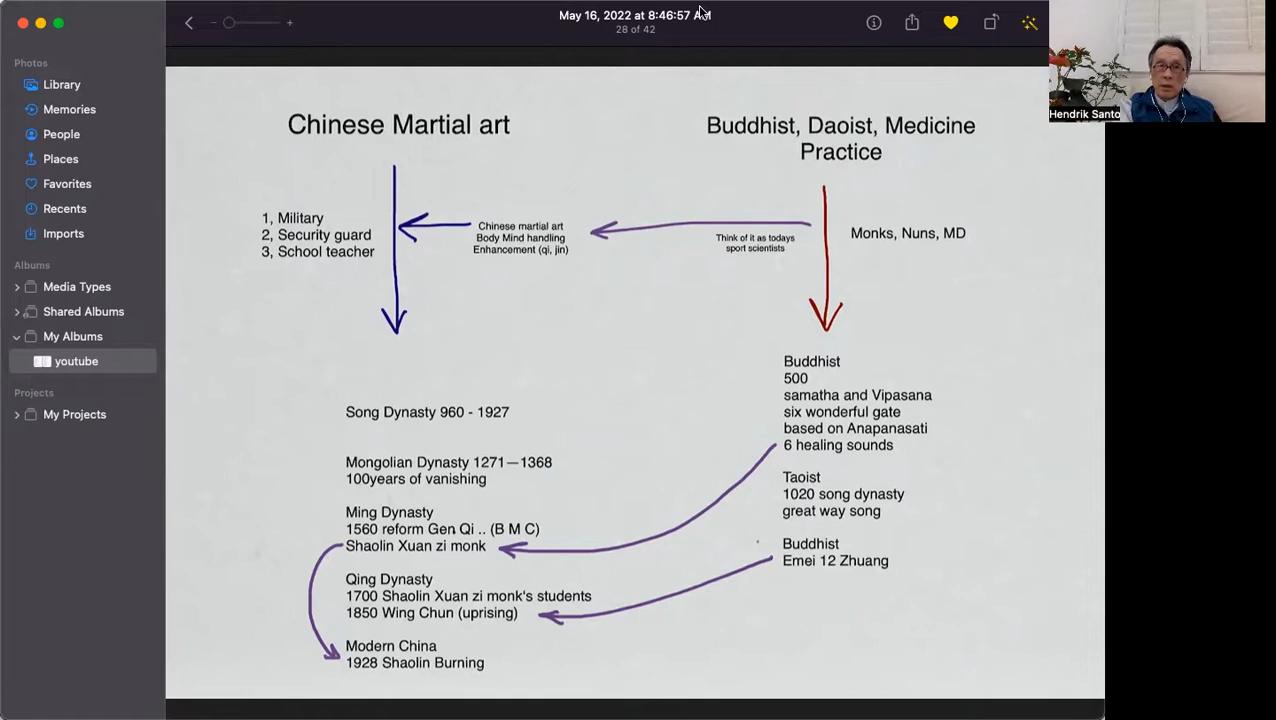 May 16, 2022 at 8:46:57 AM
28 of 42
Photos
Library
Memories
People
Places
Favorites
Recents
Imports
Albums
Media Types
Shared Albums
My Albums
youtube
Projects
My Projects
Hendrik Santo
Chinese Martial art
1, Military
2, Security guard
3, School teacher
Chinese martial art
Body Mind handling
Enhancement (qi, jin)
Think of it as todays
sport scientists
Buddhist, Daoist, Medicine
Practice
Monks, Nuns, MD
Song Dynasty 960 - 1927
Mongolian Dynasty 1271—1368
100years of vanishing
Ming Dynasty
1560 reform Gen Qi .. (B M C)
Shaolin Xuan zi monk
Qing Dynasty
1700 Shaolin Xuan zi monk's students
1850 Wing Chun (uprising)
Modern China
1928 Shaolin Burning
Buddhist
500
samatha and Vipasana
six wonderful gate
based on Anapanasati
6 healing sounds
Taoist
1020 song dynasty
great way song
Buddhist
Emei 12 Zhuang